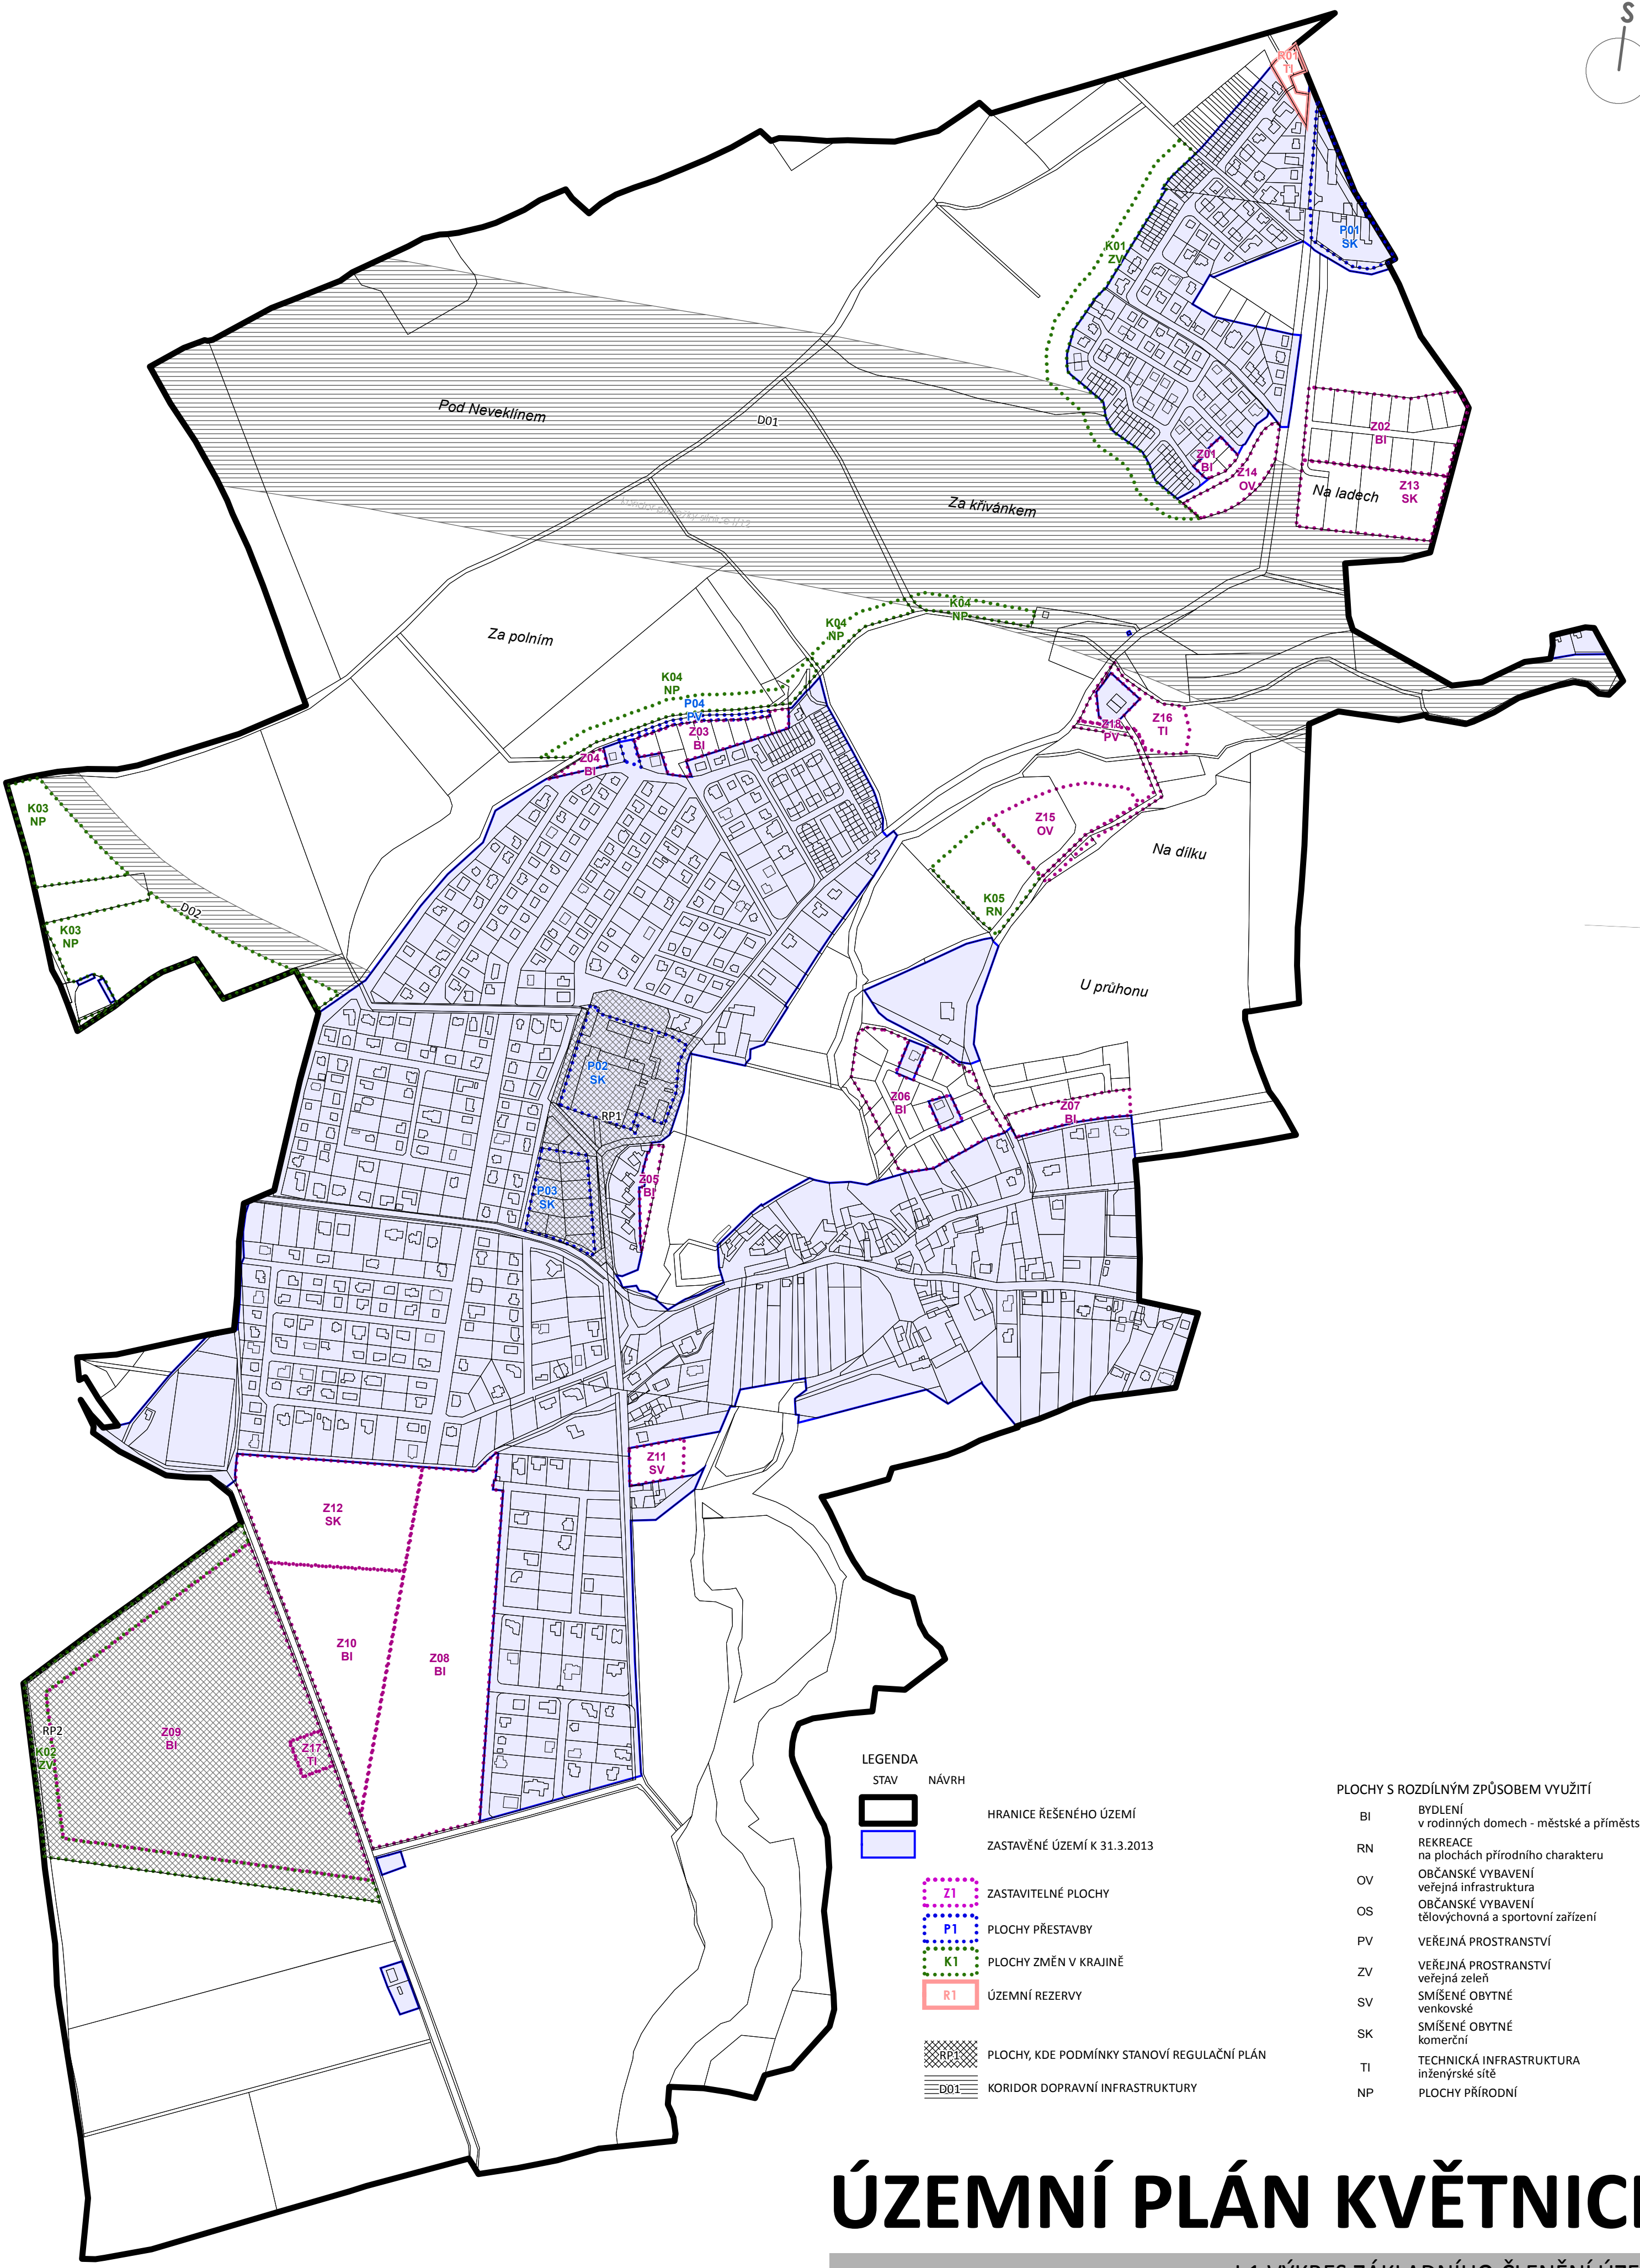 S
R01
TI
P01
SK
K01
ZV
Pod Neveklínem
D01
Z02
BI
Z01
BI
Z14
OV
Z13
SK
Na ladech
Za křivánkem
K04
NP
K04
NP
Za polním
K04
NP
P04
PV
Z03
BI
Z04
BI
Z16
TI
Z18
PV
K03
NP
Z15
OV
Na dílku
K05
RN
D02
K03
NP
U průhonu
P02
SK
RP1
Z06
BI
Z07
BI
P03
SK
Z05
BI
Z11
SV
Z12
SK
Z10
BI
Z08
BI
Z09
BI
RP2
K02
ZV
Z17
TI
LEGENDA
STAV NÁVRH
HRANICE ŘEŠENÉHO ÚZEMÍ
ZASTAVĚNÉ ÚZEMÍ K 31.3.2013
Z1 ZASTAVITELNÉ PLOCHY
P1 PLOCHY PŘESTAVBY
K1 PLOCHY ZMĚN V KRAJINĚ
R1 ÚZEMNÍ REZERVY
RP1 PLOCHY, KDE PODMÍNKY STANOVÍ REGULAČNÍ PLÁN
D01 KORIDOR DOPRAVNÍ INFRASTRUKTURY
PLOCHY S ROZDÍLNÝM ZPŮSOBEM VYUŽITÍ
BI BYDLENÍ
v rodinných domech - městské a příměsts
RN REKREACE
na plochách přírodního charakteru
OV OBČANSKÉ VYBAVENÍ
veřejná infrastruktura
OS OBČANSKÉ VYBAVENÍ
tělovýchovná a sportovní zařízení
PV VEŘEJNÁ PROSTRANSTVÍ
ZV VEŘEJNÁ PROSTRANSTVÍ
veřejná zeleň
SV SMÍŠENÉ OBYTNÉ
venkovské
SK SMÍŠENÉ OBYTNÉ
komerční
TI TECHNICKÁ INFRASTRUKTURA
inženýrské sítě
NP PLOCHY PŘÍRODNÍ
ÚZEMNÍ PLÁN KVĚTNICE
I.1 VÝKRES ZÁKLADNÍHO ČLENĚNÍ ÚZE